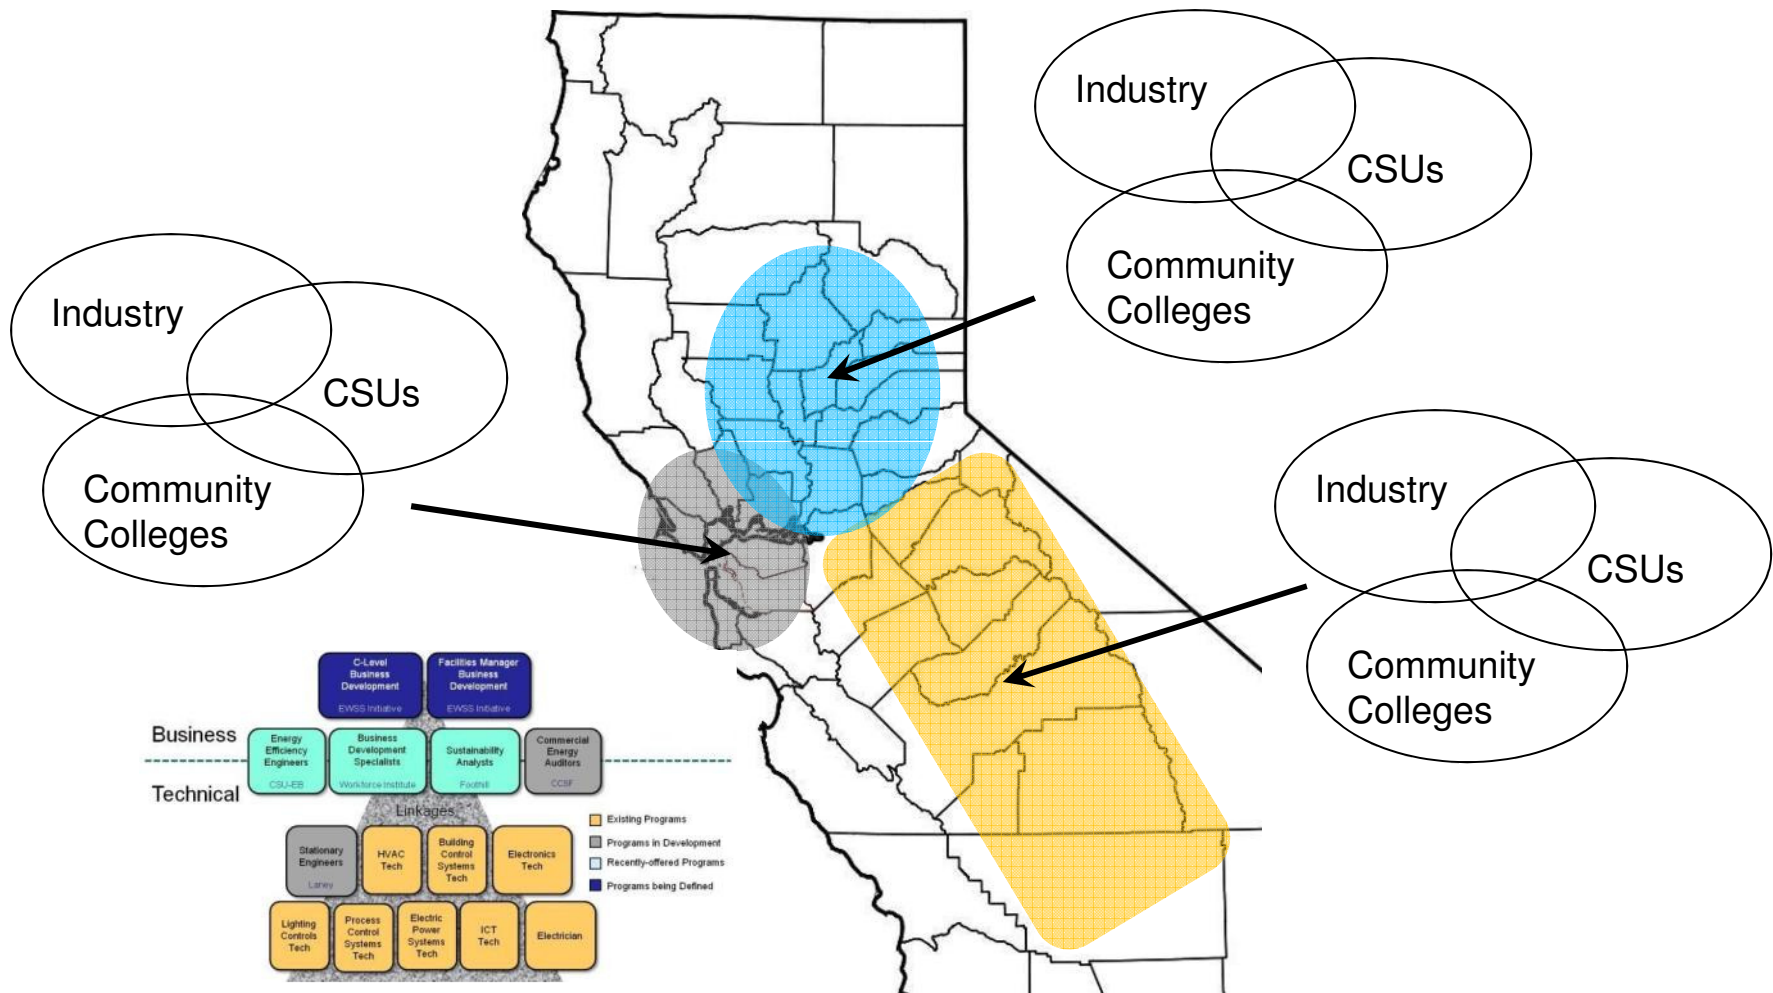 Industry
CSUs
Community
Colleges
Industry
CSUs
Community
Colleges
Industry
CSUs
Community
Colleges
C-Level
Business
Development
EWSS Initiative
Facilities Manager
Business
Development
EWSS Initiative
Business
Technical
Energy
Efficiency
Engineers
CSU-EB
Business
Development
Specialists
Workforce Institute
Sustainability
Analysts
Foothill
Commercial
Energy
Auditors
CCSF
Linkages
Stationary
Engineers
Laney
HVAC
Tech
Building
Control
Systems
Tech
Electronics
Tech
Existing Programs
Programs in Development
Recently-offered Programs
Programs being Defined
Lighting
Controls
Tech
Process
Control
Systems
Tech
Electric
Power
Systems
Tech
ICT
Tech
Electrician